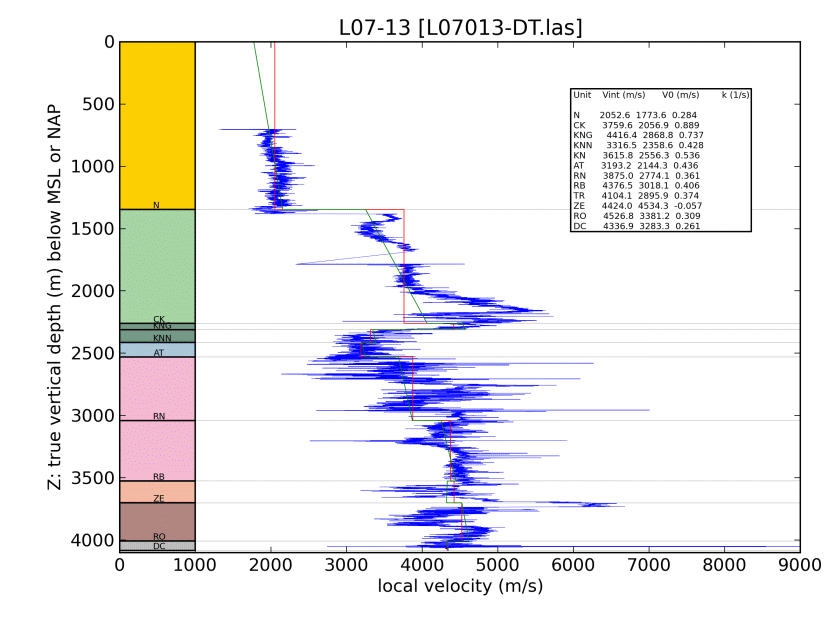 L07-13 [L07013-DT.las]
Z: true vertical depth (m) below MSL or NAP
0
500
1000
1500
2000
2500
3000
3500
4000
N
CK
KNG
KNN
AT
RN
RB
ZE
RO
DC
Unit Vint (m/s) V0 (m/s) k (1/s)
N 2052.6 1773.6 0.284
CK 3759.6 2056.9 0.889
KNG 4416.4 2868.8 0.737
KNN 3316.5 2358.6 0.428
KN 3615.8 2556.3 0.536
AT 3193.2 2144.3 0.436
RN 3875.0 2774.1 0.361
RB 4376.5 3018.1 0.406
TR 4104.1 2895.9 0.374
ZE 4424.0 4534.3 -0.057
RO 4526.8 3381.2 0.309
DC 4336.9 3283.3 0.261
0 1000 2000 3000 4000 5000 6000 7000 8000 9000
local velocity (m/s)